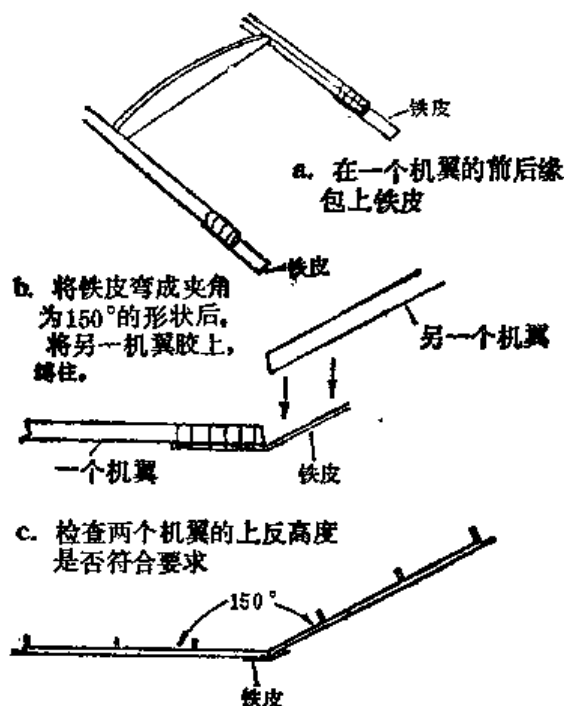 铁皮
a. 在一个机翼的前后缘
包上铁皮
铁皮
b. 将铁皮弯成夹角
为150°的形状后,
将另一机翼胶上,
缚住。
另一个机翼
一个机翼
铁皮
c. 检查两个机翼的上反高度
是否符合要求
150°
铁皮